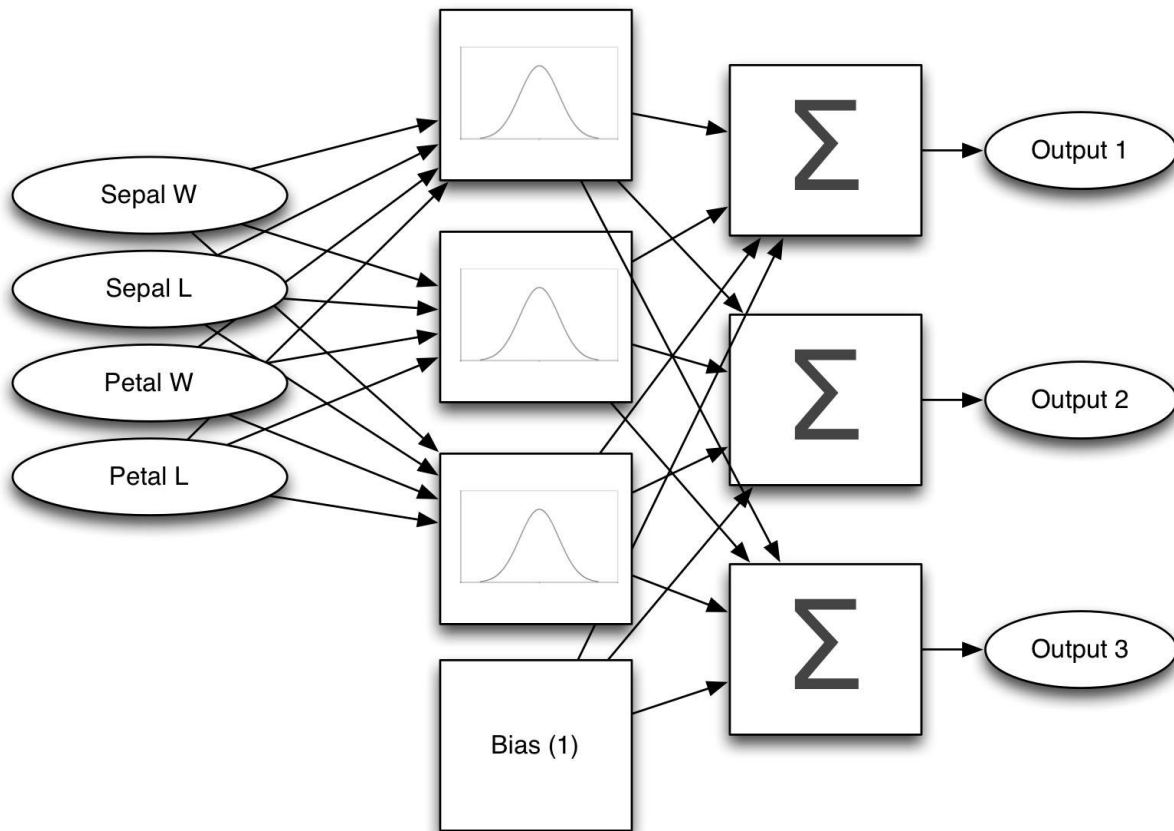 Sepal W
Sepal L
Petal W
Petal L
Bias (1)
Σ
Σ
Σ
Output 1
Output 2
Output 3